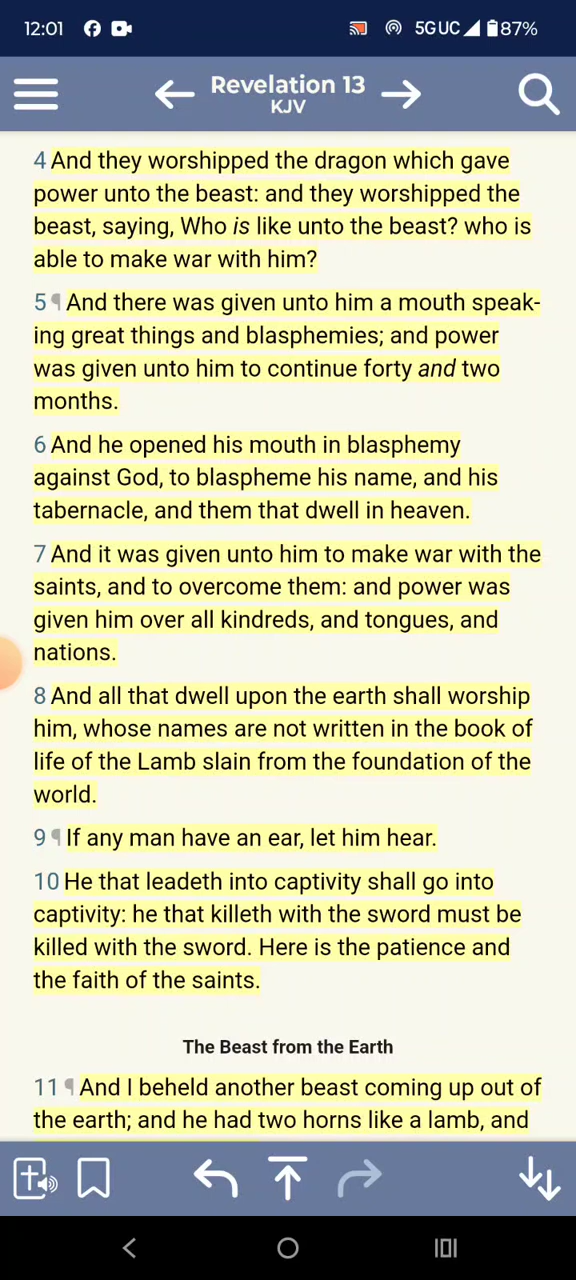 12:01 5GUC 87%
Revelation 13
KJV
4 And they worshipped the dragon which gave
power unto the beast: and they worshipped the
beast, saying, Who is like unto the beast? who is
able to make war with him?
5 ¶ And there was given unto him a mouth speak-
ing great things and blasphemies; and power
was given unto him to continue forty and two
months.
6 And he opened his mouth in blasphemy
against God, to blaspheme his name, and his
tabernacle, and them that dwell in heaven.
7 And it was given unto him to make war with the
saints, and to overcome them: and power was
given him over all kindreds, and tongues, and
nations.
8 And all that dwell upon the earth shall worship
him, whose names are not written in the book of
life of the Lamb slain from the foundation of the
world.
9 ¶ If any man have an ear, let him hear.
10 He that leadeth into captivity shall go into
captivity: he that killeth with the sword must be
killed with the sword. Here is the patience and
the faith of the saints.
The Beast from the Earth
11 ¶ And I beheld another beast coming up out of
the earth; and he had two horns like a lamb, and